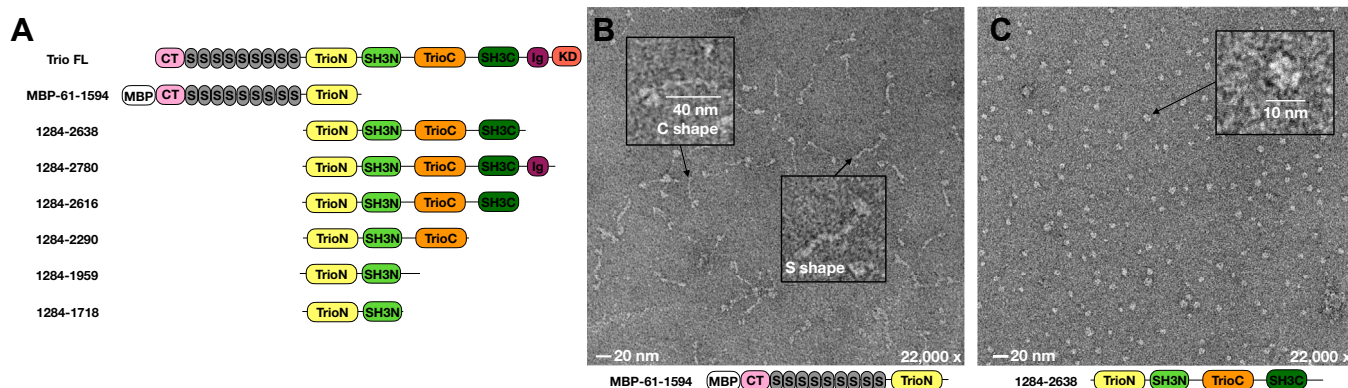 A
Trio FL CT S S S S S S S S S TrioN SH3N TrioC SH3C Ig KD
MBP-61-1594 MBP CT S S S S S S S S S TrioN
1284-2638 TrioN SH3N TrioC SH3C
1284-2780 TrioN SH3N TrioC SH3C Ig
1284-2616 TrioN SH3N TrioC SH3C
1284-2290 TrioN SH3N TrioC
1284-1959 TrioN SH3N
1284-1718 TrioN SH3N
B
40 nm
C shape
S shape
20 nm 22,000 x
MBP-61-1594 MBP CT S S S S S S S S S TrioN
C
10 nm
20 nm 22,000 x
1284-2638 TrioN SH3N TrioC SH3C